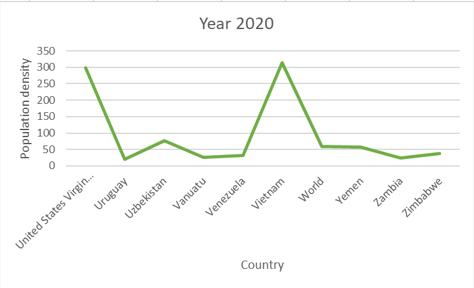 Year 2020
Population density
350
300
250
200
150
100
50
0
United States Virgin...
Uruguay
Uzbekistan
Vanuatu
Venezuela
Vietnam
World
Yemen
Zambia
Zimbabwe
Country